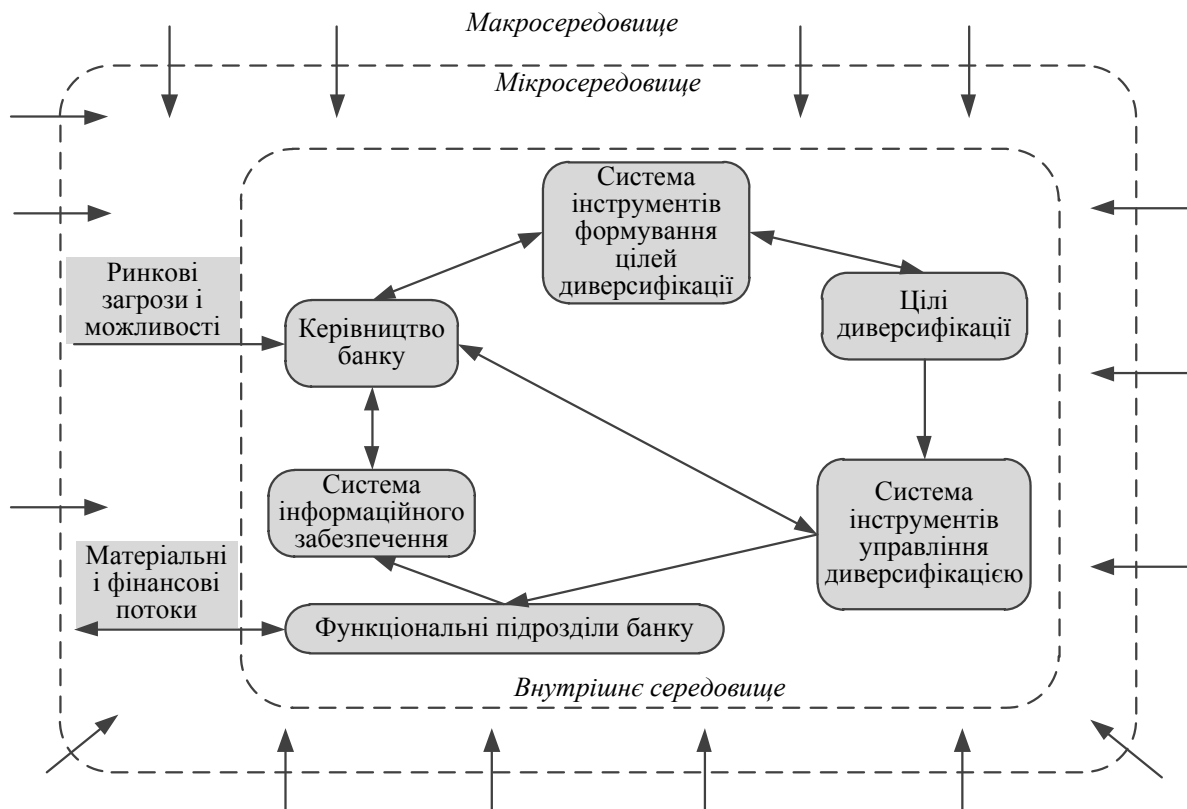 Макросередовище
Мікросередовище
Система
інструментів
формування
цілей
диверсифікації
Ринкові
загрози і
можливості
Керівництво
банку
Цілі
диверсифікації
Система
інформаційного
забезпечення
Система
інструментів
управління
диверсифікацією
Матеріальні
і фінансові
потоки
Функціональні підрозділи банку
Внутрішнє середовище